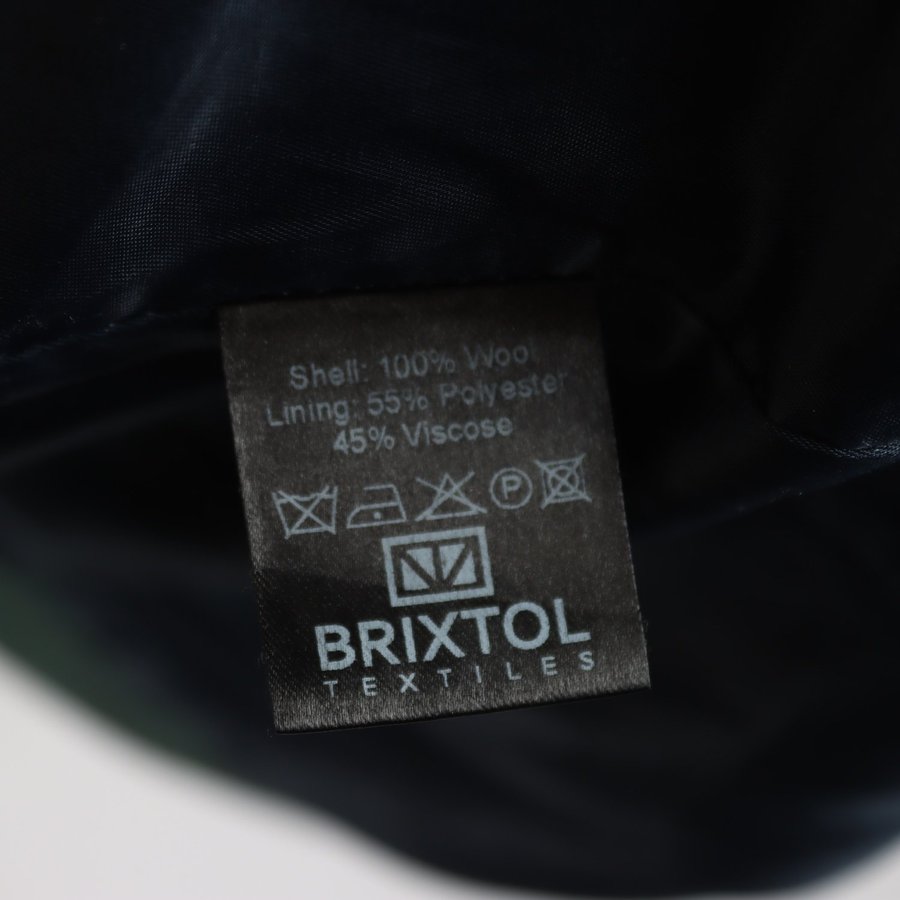 Shell: 100% Wool
Lining: 55% Polyester
45% Viscose
P
BRIXTOL
TEXTILES